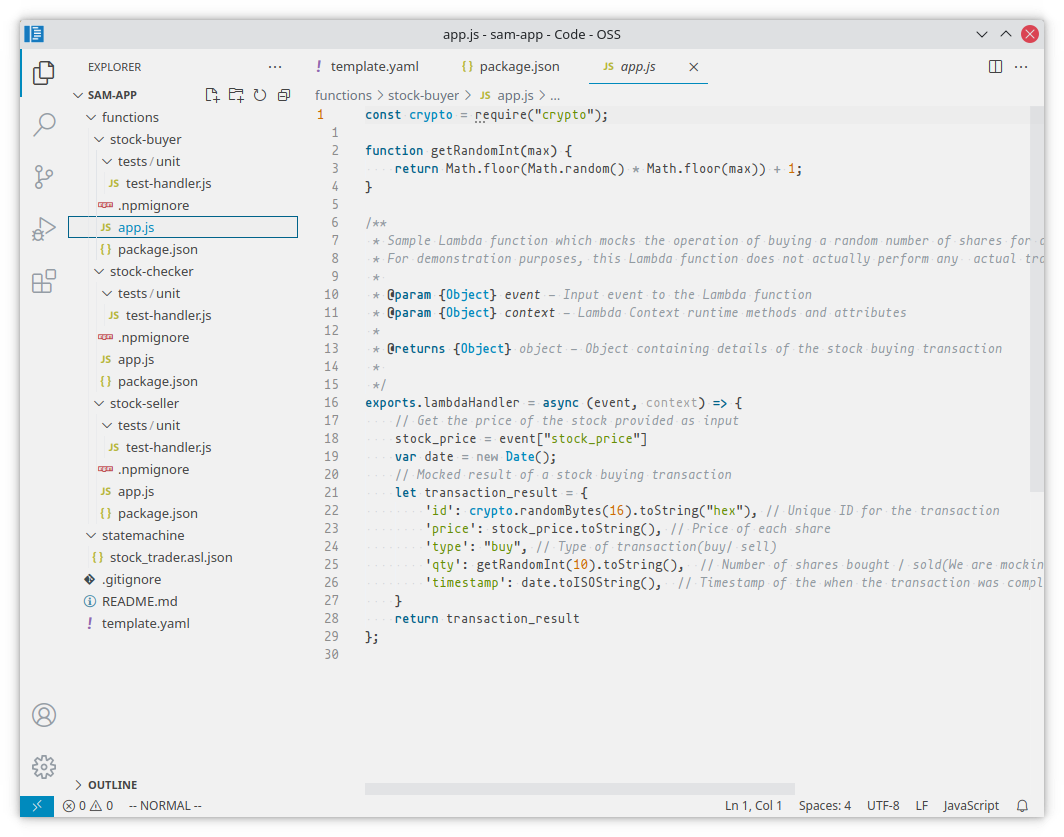 app.js - sam-app - Code - OSS
EXPLORER
SAM-APP
functions
stock-buyer
tests / unit
JS test-handler.js
npm .npmignore
JS app.js
{} package.json
stock-checker
tests / unit
JS test-handler.js
npm .npmignore
JS app.js
{} package.json
stock-seller
tests / unit
JS test-handler.js
npm .npmignore
JS app.js
{} package.json
statemachine
{} stock_trader.asl.json
.gitignore
README.md
! template.yaml
OUTLINE
! template.yaml {} package.json JS app.js
functions > stock-buyer > JS app.js > ...
1 const crypto = require("crypto");
1
2 function getRandomInt(max) {
3 return Math.floor(Math.random() * Math.floor(max)) + 1;
4 }
5
6 /**
7 * Sample Lambda function which mocks the operation of buying a random number of shares for
8 * For demonstration purposes, this Lambda function does not actually perform any actual
9 *
10 * @param {Object} event - Input event to the Lambda function
11 * @param {Object} context - Lambda Context runtime methods and attributes
12 *
13 * @returns {Object} object - Object containing details of the stock buying transaction
14 *
15 */
16 exports.lambdaHandler = async (event, context) => {
17 // Get the price of the stock provided as input
18 stock_price = event["stock_price"]
19 var date = new Date();
20 // Mocked result of a stock buying transaction
21 let transaction_result = {
22 'id': crypto.randomBytes(16).toString("hex"), // Unique ID for the transaction
23 'price': stock_price.toString(), // Price of each share
24 'type': "buy", // Type of transaction(buy/ sell)
25 'qty': getRandomInt(10).toString(), // Number of shares bought / sold(We are mockin
26 'timestamp': date.toISOString(), // Timestamp of the when the transaction was compl
27 }
28 return transaction_result
29 };
30
0 0 -- NORMAL -- Ln 1, Col 1 Spaces: 4 UTF-8 LF JavaScript